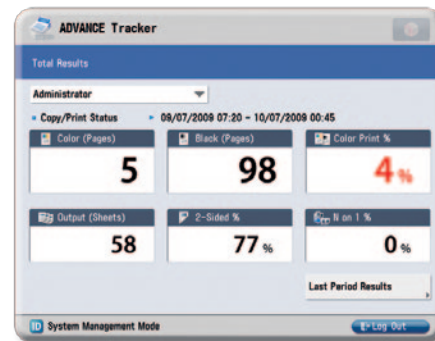 ADVANCE Tracker
Total Results
Administrator
Copy/Print Status 09/07/2009 07:20 - 10/07/2009 00:45
Color (Pages) Black (Pages) Color Print %
5 98 4 %
Output (Sheets) 2-Sided % N on 1 %
58 77 % 0 %
Last Period Results
ID System Management Mode Log Out